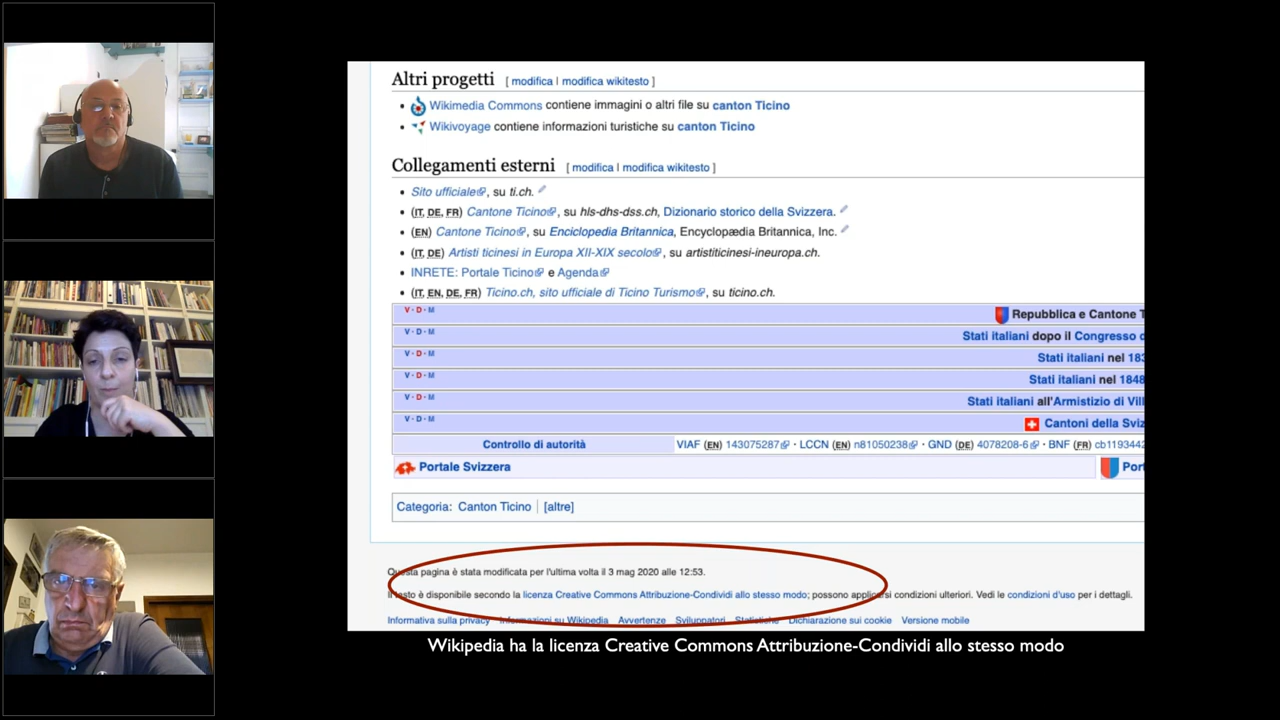 Altri progetti [ modifica | modifica wikitesto ]
• Wikimedia Commons contiene immagini o altri file su canton Ticino
• Wikivoyage contiene informazioni turistiche su canton Ticino
Collegamenti esterni [ modifica | modifica wikitesto ]
• Sito ufficiale, su ti.ch.
• (IT, DE, FR) Cantone Ticino, su hls-dhs-dss.ch, Dizionario storico della Svizzera.
• (EN) Cantone Ticino, su Enciclopedia Britannica, Encyclopædia Britannica, Inc.
• (IT, DE) Artisti ticinesi in Europa XII-XIX secolo, su artistiticinesi-ineuropa.ch.
• INRETE: Portale Ticino e Agenda
• (IT, EN, DE, FR) Ticino.ch, sito ufficiale di Ticino Turismo, su ticino.ch.
V · D · M Repubblica e Cantone T
V · D · M Stati italiani dopo il Congresso d
V · D · M Stati italiani nel 183
V · D · M Stati italiani nel 1848
V · D · M Stati italiani all'Armistizio di Vill
V · D · M Cantoni della Sviz
Controllo di autorità VIAF (EN) 143075287 · LCCN (EN) n81050238 · GND (DE) 4078208-6 · BNF (FR) cb1193442
Portale Svizzera Port
Categoria: Canton Ticino | [altre]
Questa pagina è stata modificata per l'ultima volta il 3 mag 2020 alle 12:53.
Il testo è disponibile secondo la licenza Creative Commons Attribuzione-Condividi allo stesso modo; possono applicarsi condizioni ulteriori. Vedi le condizioni d'uso per i dettagli.
Informativa sulla privacy Informazioni su Wikipedia Avvertenze Sviluppatori Statistiche Dichiarazione sui cookie Versione mobile
Wikipedia ha la licenza Creative Commons Attribuzione-Condividi allo stesso modo